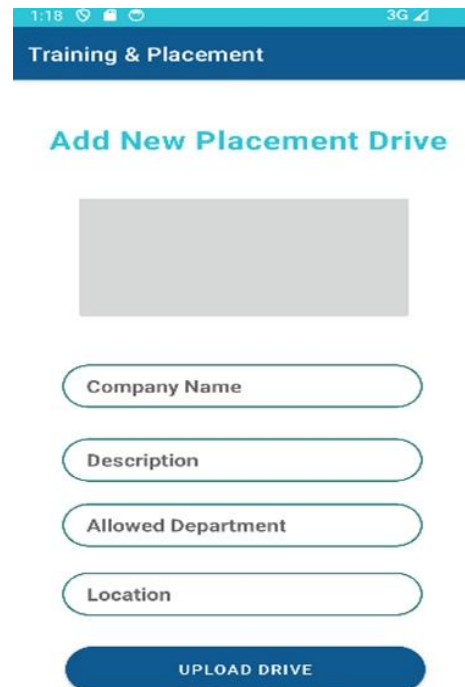 1:18 3G
Training & Placement
Add New Placement Drive
Company Name
Description
Allowed Department
Location
UPLOAD DRIVE